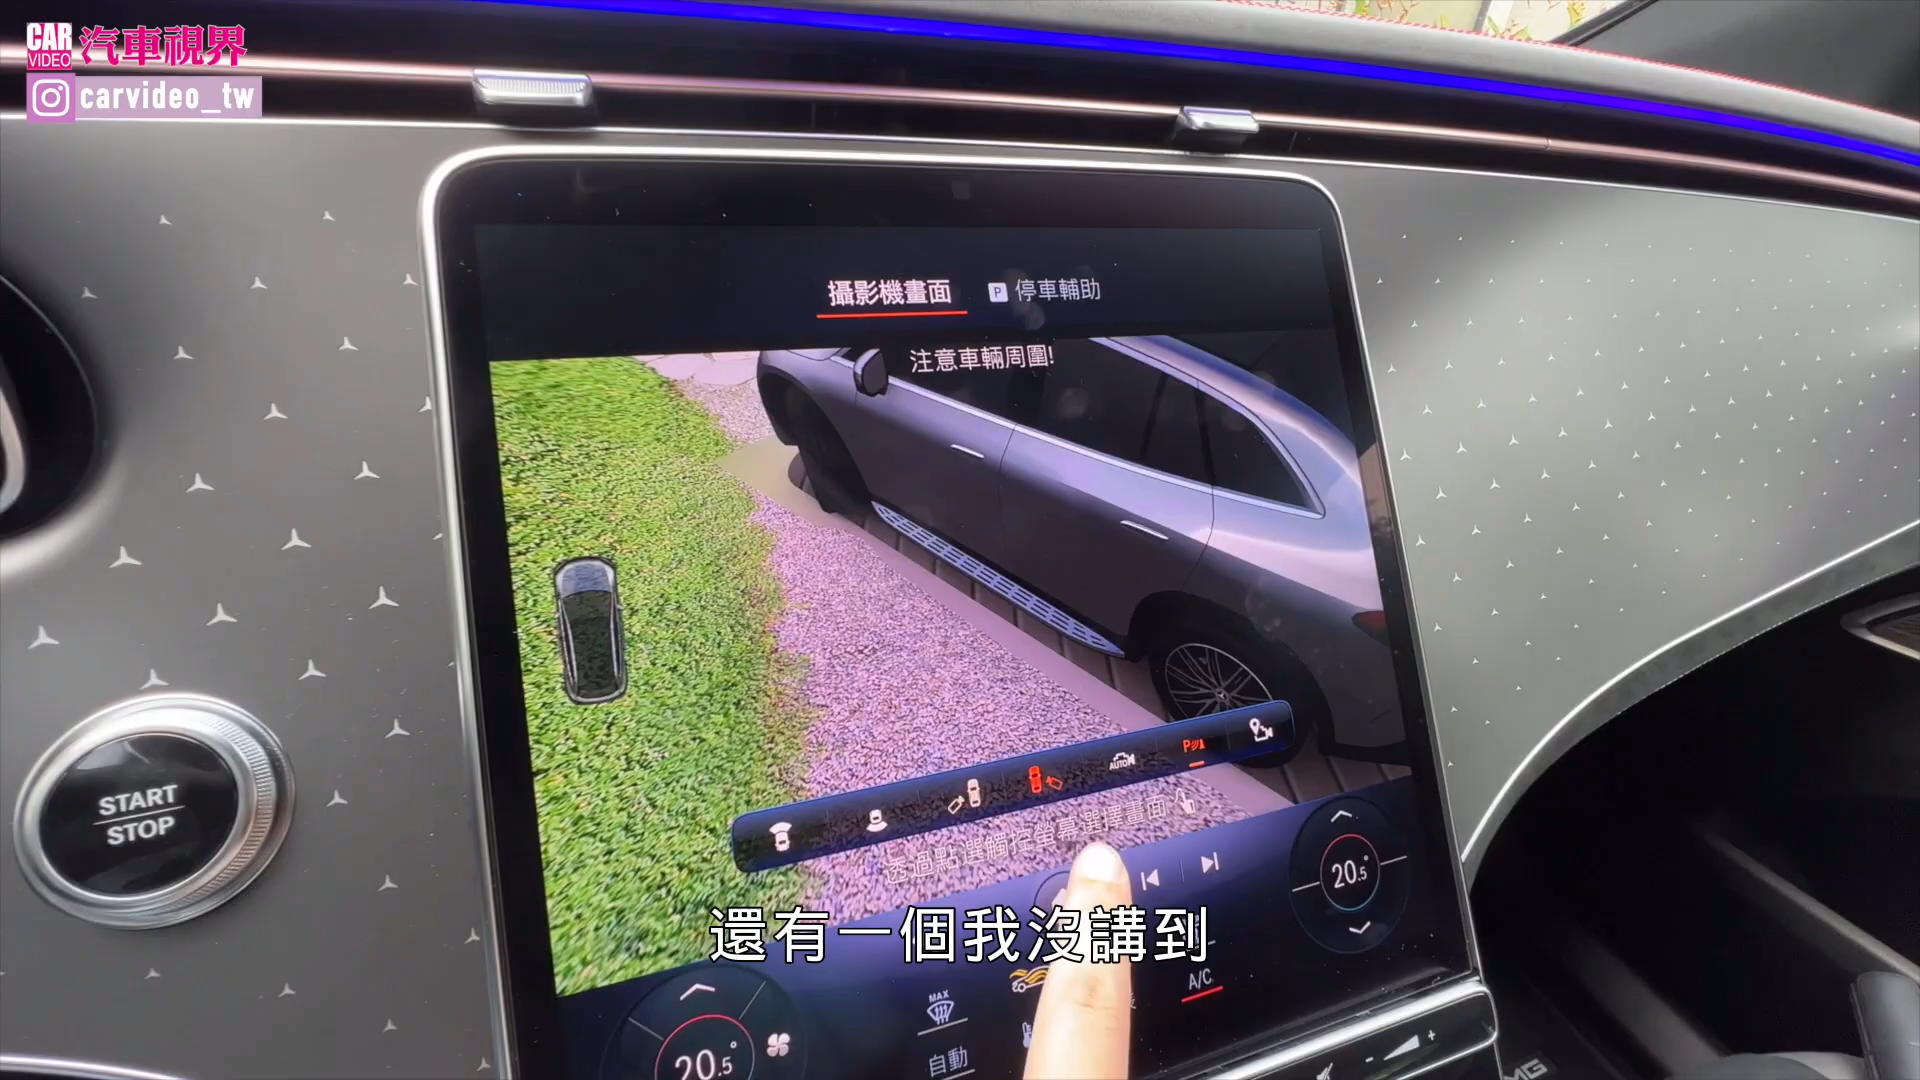 CAR
VIDEO
汽車視界
carvideo_tw
攝影機畫面
P 停車輔助
注意車輛周圍!
START
STOP
AUTO
P
透過點選觸控螢幕選擇畫面
20.5°
還有一個我沒講到
A/C
MAX
20.5°
自動
- +
MG